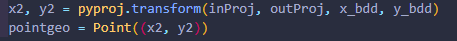 x2, y2 = pyproj.transform(inProj, outProj, x_bdd, y_bdd)
pointgeo = Point((x2, y2))